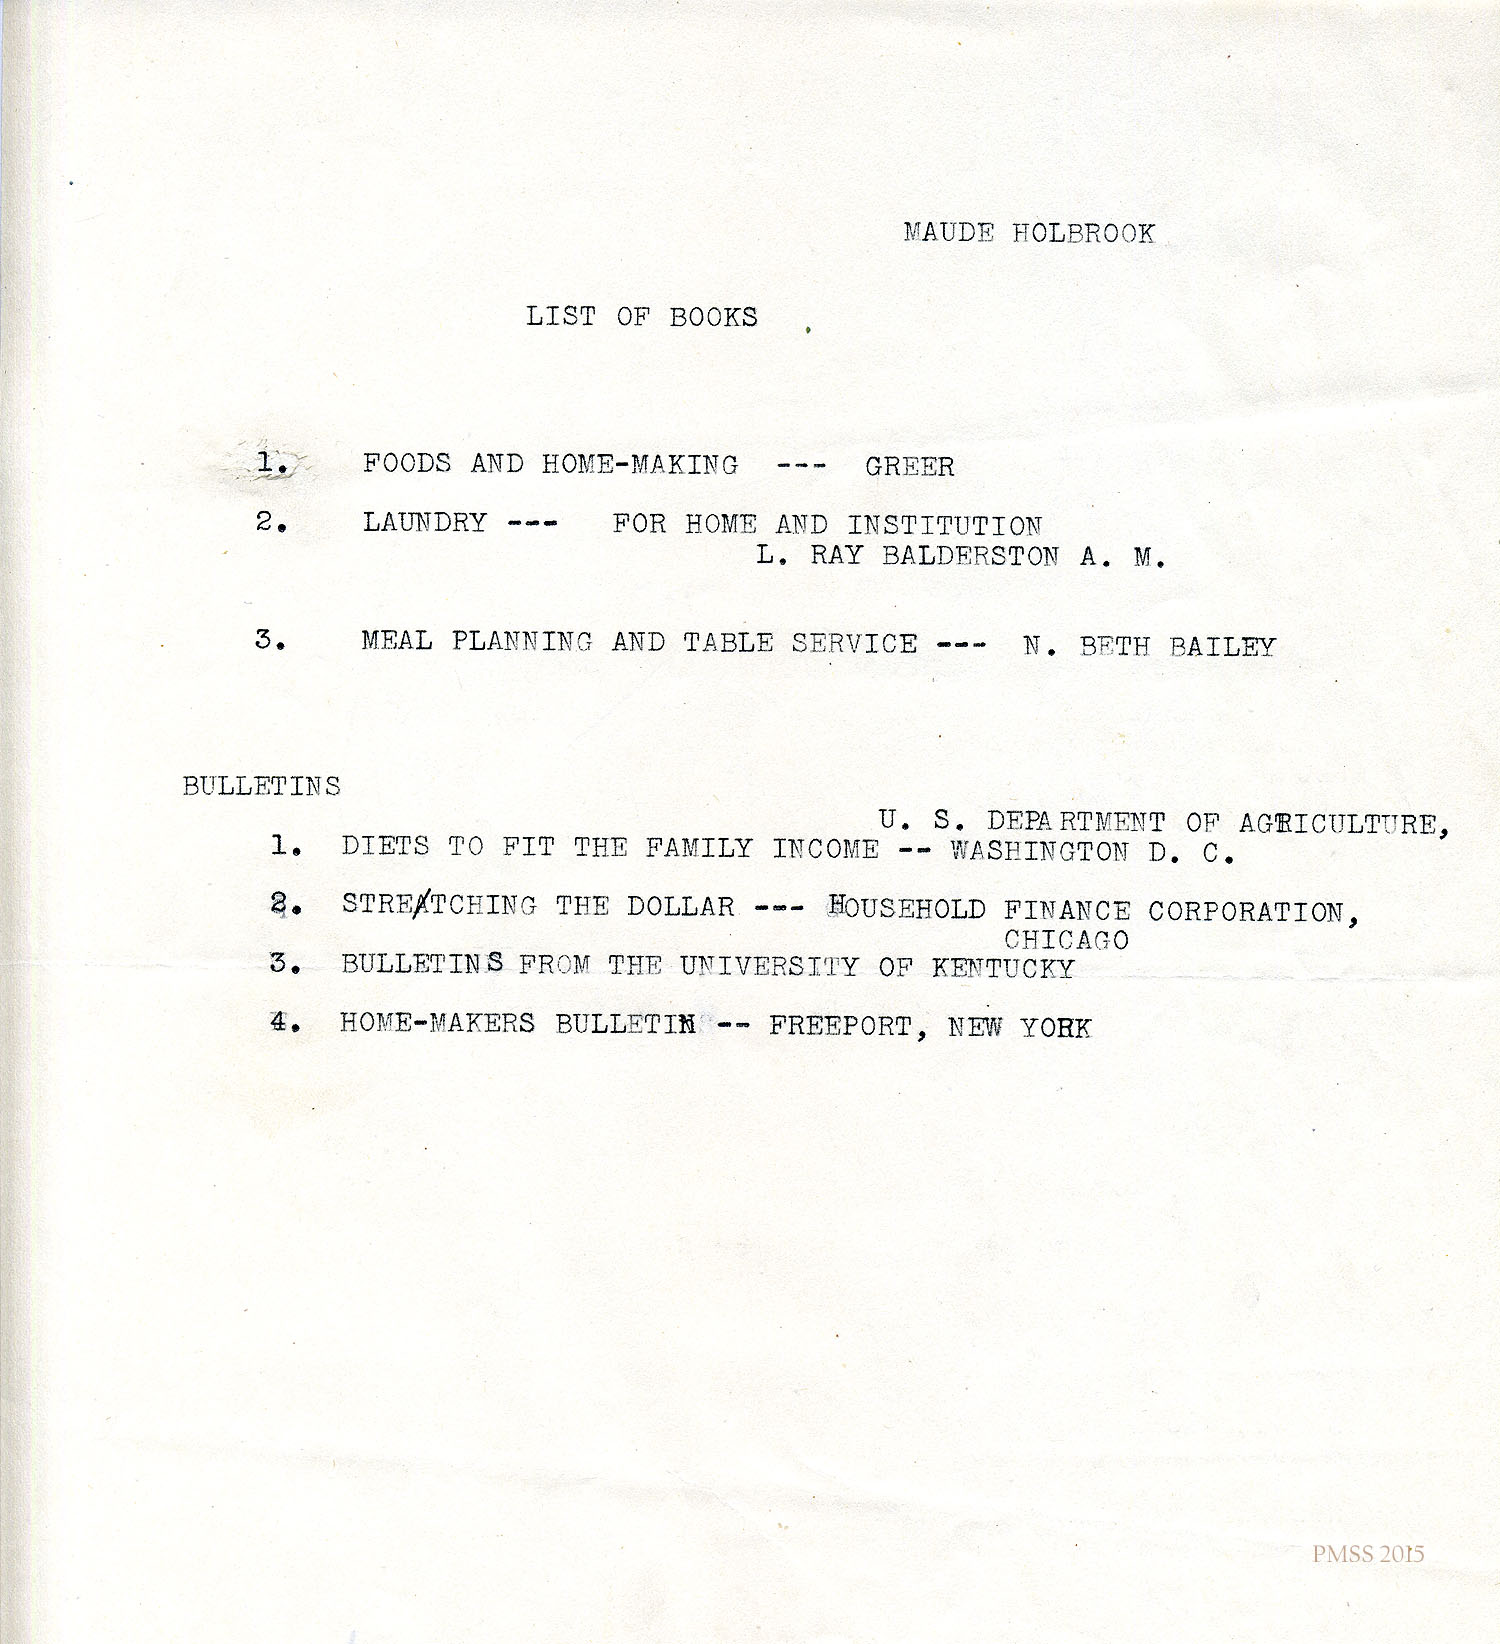 MAUDE HOLBROOK
LIST OF BOOKS
1. FOODS AND HOME-MAKING --- GREER
2. LAUNDRY --- FOR HOME AND INSTITUTION
L. RAY BALDERSTON A. M.
3. MEAL PLANNING AND TABLE SERVICE --- N. BETH BAILEY
BULLETINS
U. S. DEPARTMENT OF AGRICULTURE,
1. DIETS TO FIT THE FAMILY INCOME -- WASHINGTON D. C.
2. STRETCHING THE DOLLAR --- HOUSEHOLD FINANCE CORPORATION,
CHICAGO
3. BULLETINS FROM THE UNIVERSITY OF KENTUCKY
4. HOME-MAKERS BULLETIN -- FREEPORT, NEW YORK
PMSS 2015